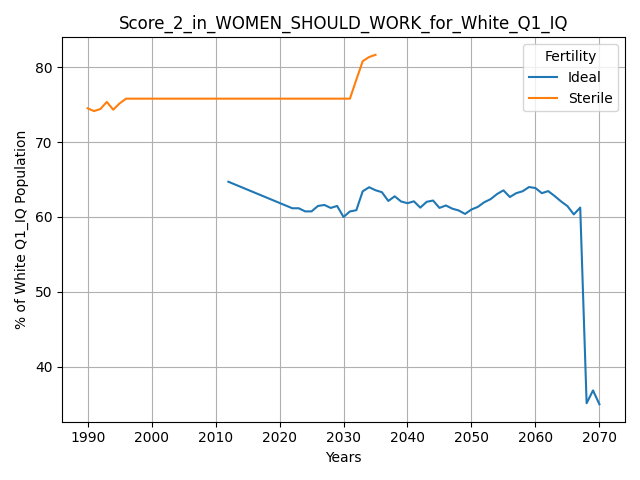 Score_2_in_WOMEN_SHOULD_WORK_for_White_Q1_IQ
Fertility
Ideal
Sterile
% of White Q1_IQ Population
80
70
60
50
40
1990 2000 2010 2020 2030 2040 2050 2060 2070
Years